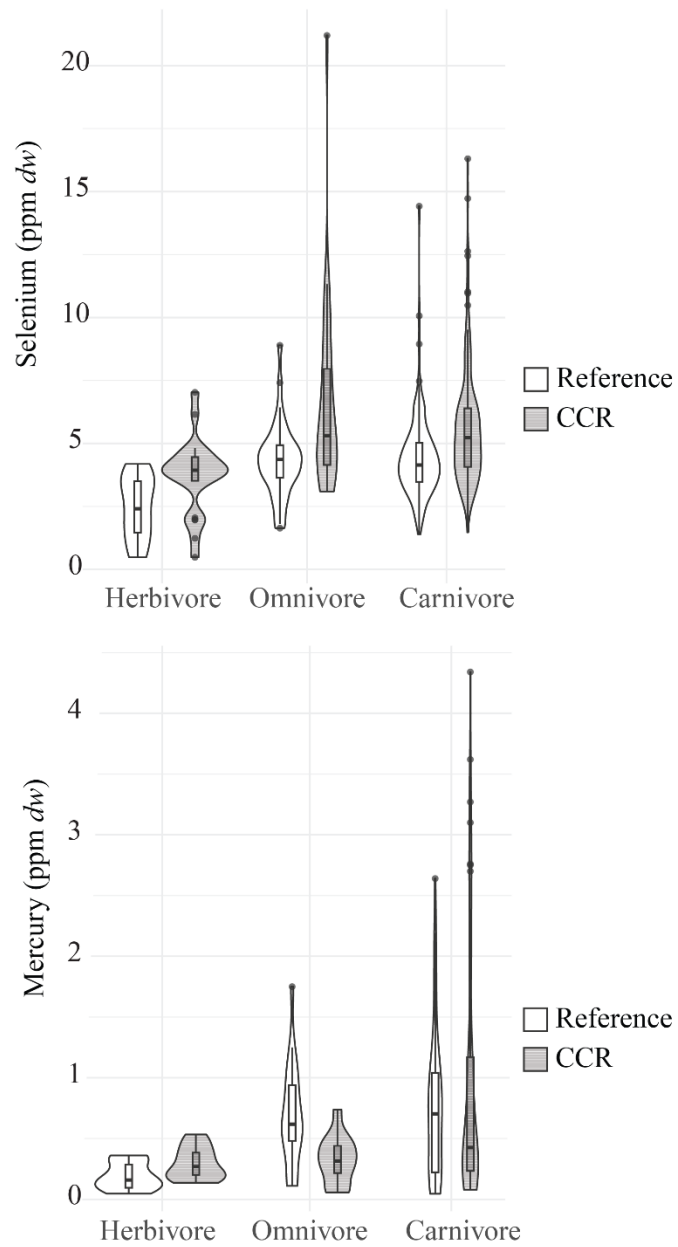 20
15
10
5
0
Selenium (ppm dw)
Reference
CCR
Herbivore Omnivore Carnivore
4
3
2
1
0
Mercury (ppm dw)
Reference
CCR
Herbivore Omnivore Carnivore